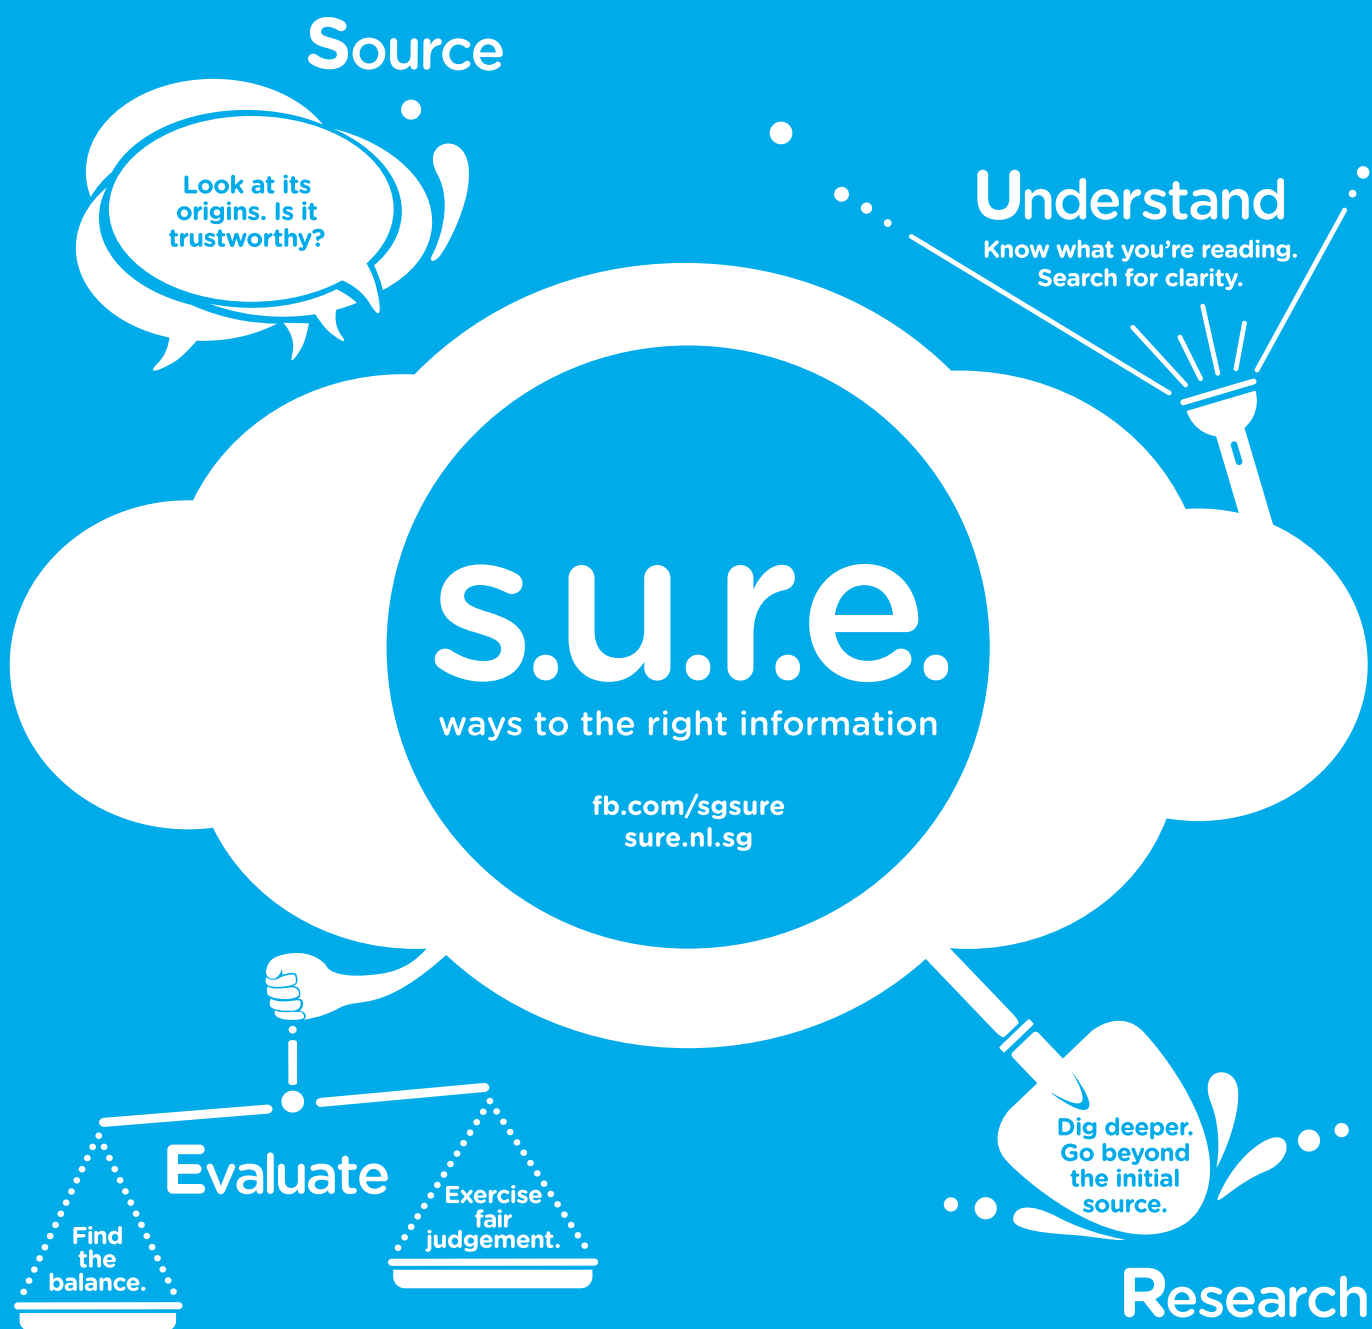 Source
Look at its
origins. Is it
trustworthy?
Understand
Know what you're reading.
Search for clarity.
s.u.r.e.
ways to the right information
fb.com/sgsure
sure.nl.sg
Evaluate
Find
the
balance.
Exercise
fair
judgement.
Dig deeper.
Go beyond
the initial
source.
Research